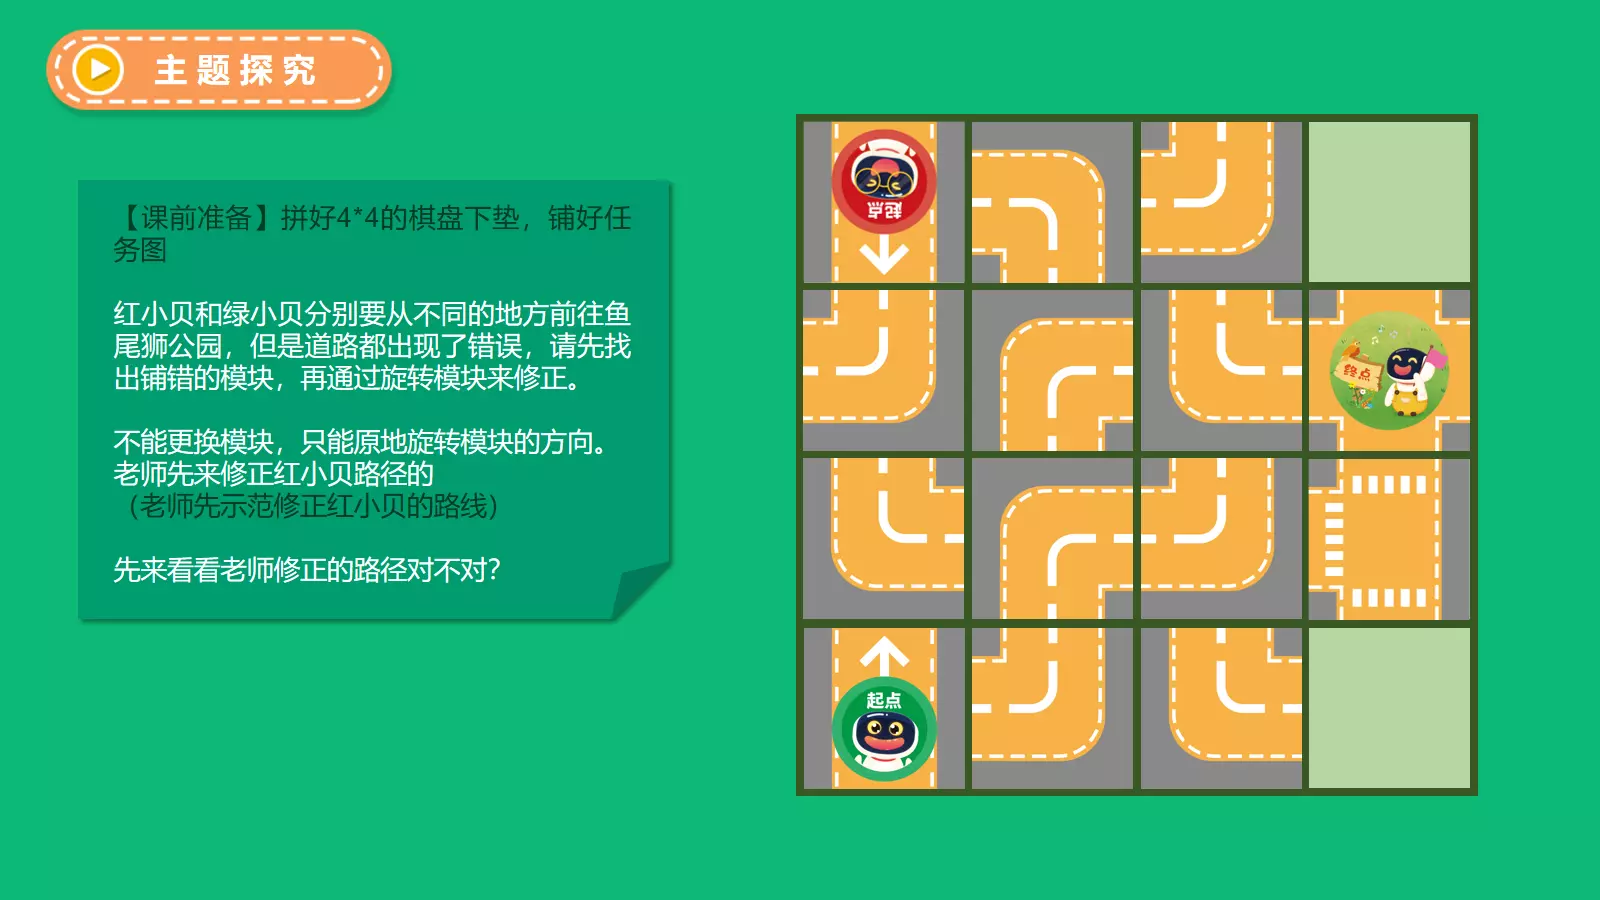 主题探究
【课前准备】拼好4*4的棋盘下垫，铺好任
务图
红小贝和绿小贝分别要从不同的地方前往鱼
尾狮公园，但是道路都出现了错误，请先找
出铺错的模块，再通过旋转模块来修正。
不能更换模块，只能原地旋转模块的方向。
老师先来修正红小贝路径的
（老师先示范修正红小贝的路线）
先来看看老师修正的路径对不对？
起点
终点
起点